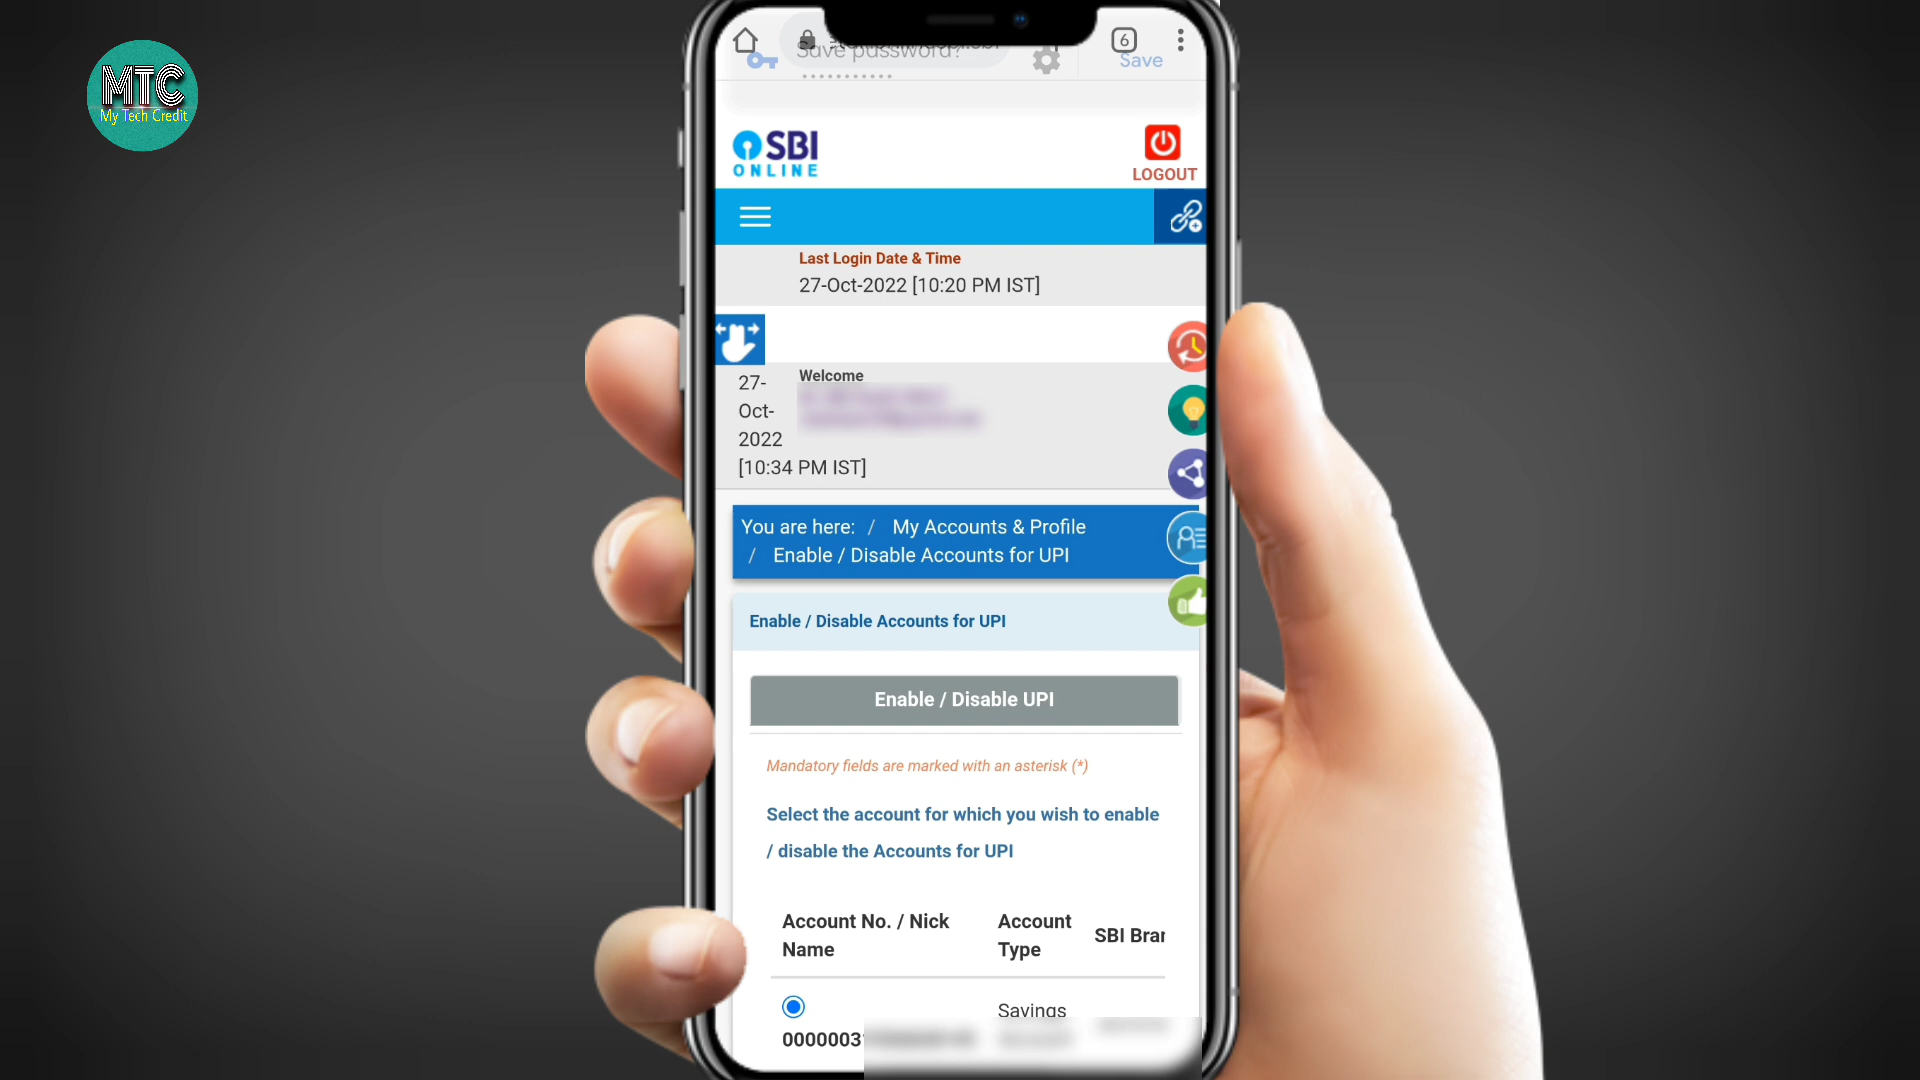 MTC
My Tech Credit
6
Save password?
Save
SBI
ONLINE
LOGOUT
Last Login Date & Time
27-Oct-2022 [10:20 PM IST]
Welcome
27-
Oct-
2022
[10:34 PM IST]
You are here: / My Accounts & Profile
/ Enable / Disable Accounts for UPI
Enable / Disable Accounts for UPI
Enable / Disable UPI
Mandatory fields are marked with an asterisk (*)
Select the account for which you wish to enable
/ disable the Accounts for UPI
Account No. / Nick
Name
Account
Type
SBI Bran
Savings
0000003